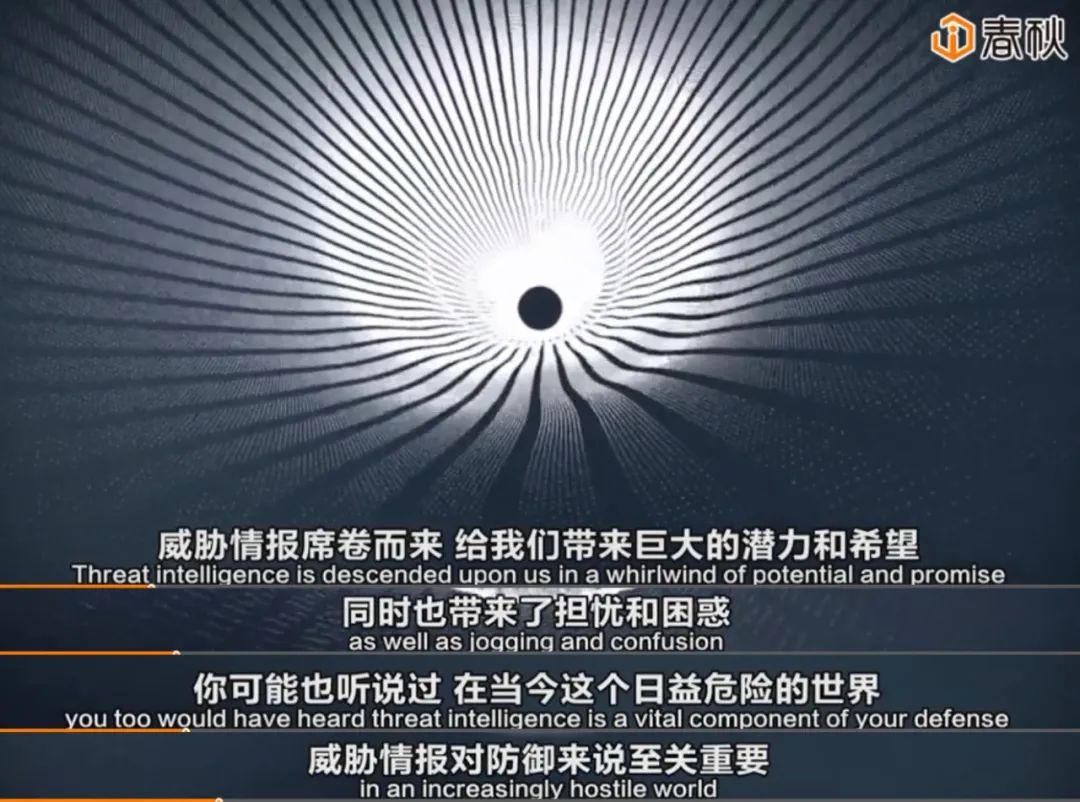 春秋
威胁情报席卷而来 给我们带来巨大的潜力和希望
Threat intelligence is descended upon us in a whirlwind of potential and promise
同时也带来了担忧和困惑
as well as jogging and confusion
你可能也听说过 在当今这个日益危险的世界
you too would have heard threat intelligence is a vital component of your defense
威胁情报对防御来说至关重要
in an increasingly hostile world